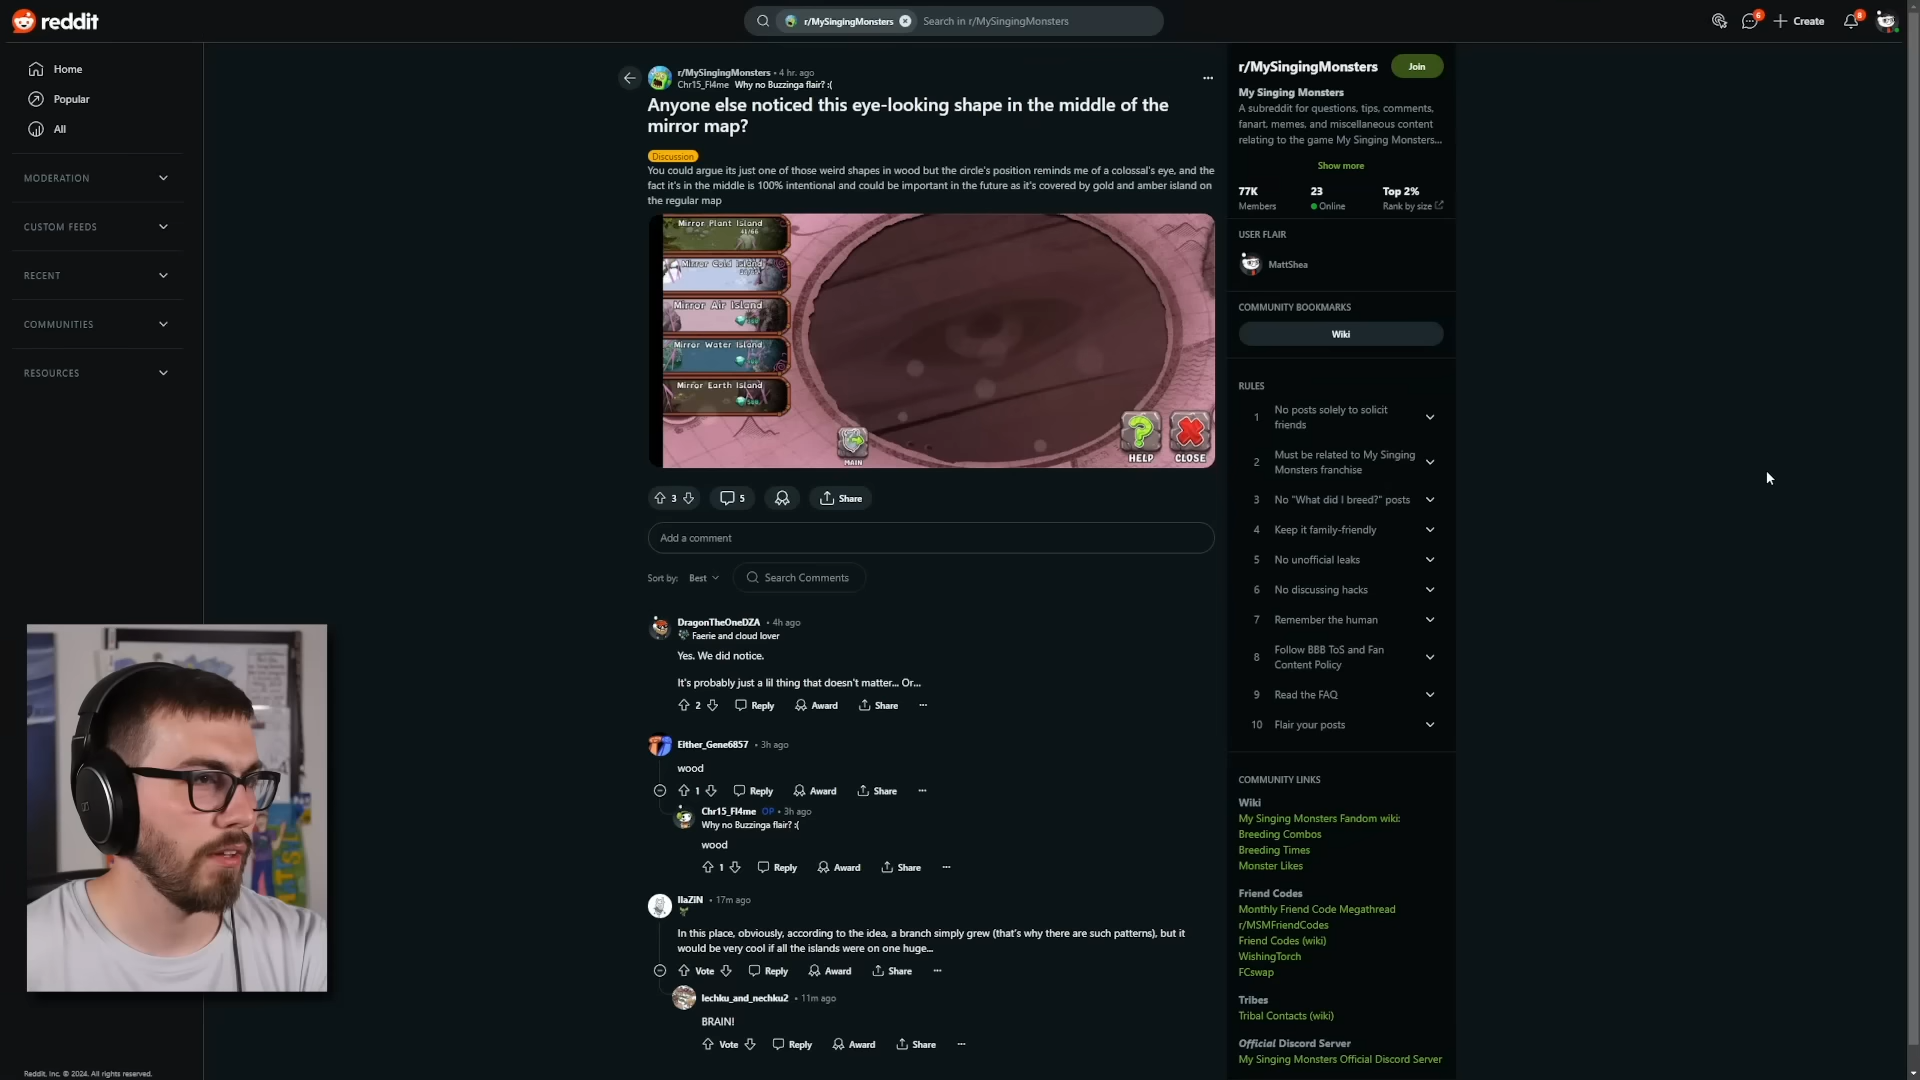 reddit
r/MySingingMonsters
Search in r/MySingingMonsters
6
Create
8
Home
Popular
All
MODERATION
CUSTOM FEEDS
RECENT
COMMUNITIES
RESOURCES
r/MySingingMonsters • 4 hr. ago
Chr15_Fl4me Why no Buzzinga flair? :(
Anyone else noticed this eye-looking shape in the middle of the
mirror map?
Discussion
You could argue its just one of those weird shapes in wood but the circle's position reminds me of a colossal's eye, and the
fact it's in the middle is 100% intentional and could be important in the future as it's covered by gold and amber island on
the regular map
Mirror Plant Island
41/66
Mirror Cold Island
Mirror Air Island
Mirror Water Island
Mirror Earth Island
MAIN
HELP
CLOSE
3
5
Share
Add a comment
Sort by: Best
Search Comments
DragonTheOneDZA • 4h ago
Faerie and cloud lover
Yes. We did notice.
It's probably just a lil thing that doesn't matter... Or...
2 Reply Award Share
Either_Gene6857 • 3h ago
wood
1 Reply Award Share
Chr15_Fl4me OP • 3h ago
Why no Buzzinga flair? :(
wood
1 Reply Award Share
IlaZiN • 17m ago
In this place, obviously, according to the idea, a branch simply grew (that's why there are such patterns), but it
would be very cool if all the islands were on one huge...
Vote Reply Award Share
lechku_and_nechku2 • 11m ago
BRAIN!
Vote Reply Award Share
r/MySingingMonsters
Join
My Singing Monsters
A subreddit for questions, tips, comments,
fanart, memes, and miscellaneous content
relating to the game My Singing Monsters...
Show more
77K 23 Top 2%
Members Online Rank by size
USER FLAIR
MattShea
COMMUNITY BOOKMARKS
Wiki
RULES
1 No posts solely to solicit
friends
2 Must be related to My Singing
Monsters franchise
3 No "What did I breed?" posts
4 Keep it family-friendly
5 No unofficial leaks
6 No discussing hacks
7 Remember the human
8 Follow BBB ToS and Fan
Content Policy
9 Read the FAQ
10 Flair your posts
COMMUNITY LINKS
Wiki
My Singing Monsters Fandom wiki:
Breeding Combos
Breeding Times
Monster Likes
Friend Codes
Monthly Friend Code Megathread
r/MSMFriendCodes
Friend Codes (wiki)
WishingTorch
FCswap
Tribes
Tribal Contacts (wiki)
Official Discord Server
My Singing Monsters Official Discord Server
Reddit, Inc. © 2024. All rights reserved.